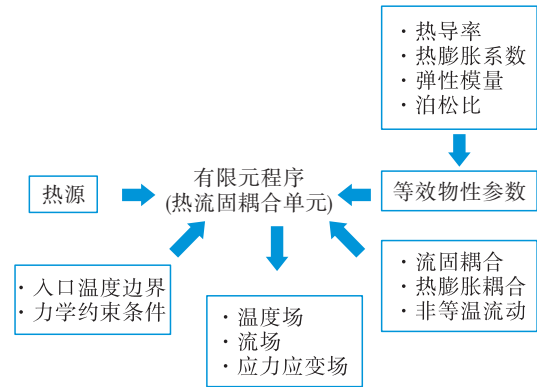 · 热导率
· 热膨胀系数
· 弹性模量
· 泊松比
热源
有限元程序
(热流固耦合单元)
等效物性参数
· 入口温度边界
· 力学约束条件
· 温度场
· 流场
· 应力应变场
· 流固耦合
· 热膨胀耦合
· 非等温流动